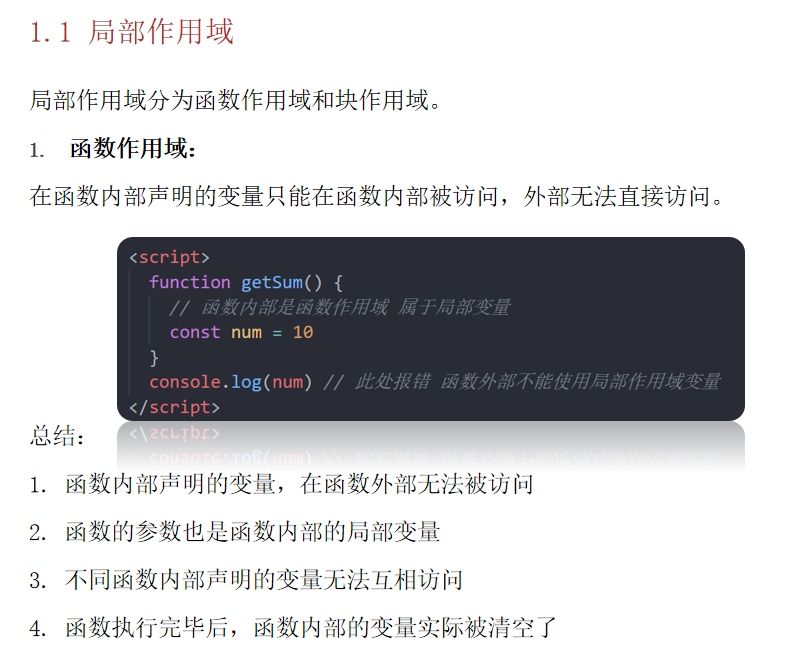 1.1 局部作用域
局部作用域分为函数作用域和块作用域。
1. 函数作用域：
在函数内部声明的变量只能在函数内部被访问，外部无法直接访问。
<script>
function getSum() {
// 函数内部是函数作用域 属于局部变量
const num = 10
}
console.log(num) // 此处报错 函数外部不能使用局部作用域变量
</script>
总结：
1. 函数内部声明的变量，在函数外部无法被访问
2. 函数的参数也是函数内部的局部变量
3. 不同函数内部声明的变量无法互相访问
4. 函数执行完毕后，函数内部的变量实际被清空了